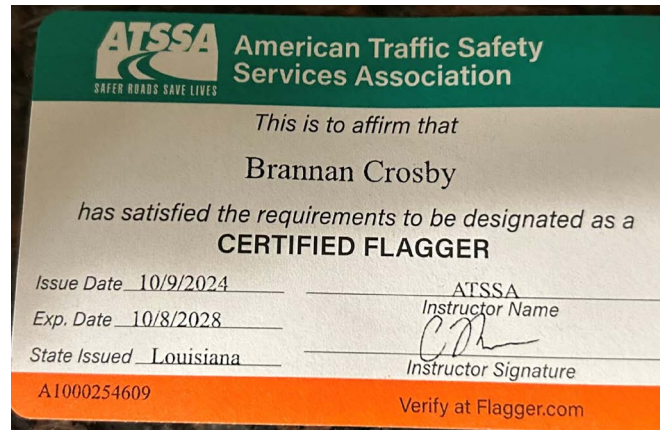 ATSSA
SAFER ROADS SAVE LIVES
American Traffic Safety
Services Association
This is to affirm that
Brannan Crosby
has satisfied the requirements to be designated as a
CERTIFIED FLAGGER
Issue Date 10/9/2024
ATSSA
Instructor Name
Exp. Date 10/8/2028
State Issued Louisiana
Instructor Signature
A1000254609
Verify at Flagger.com